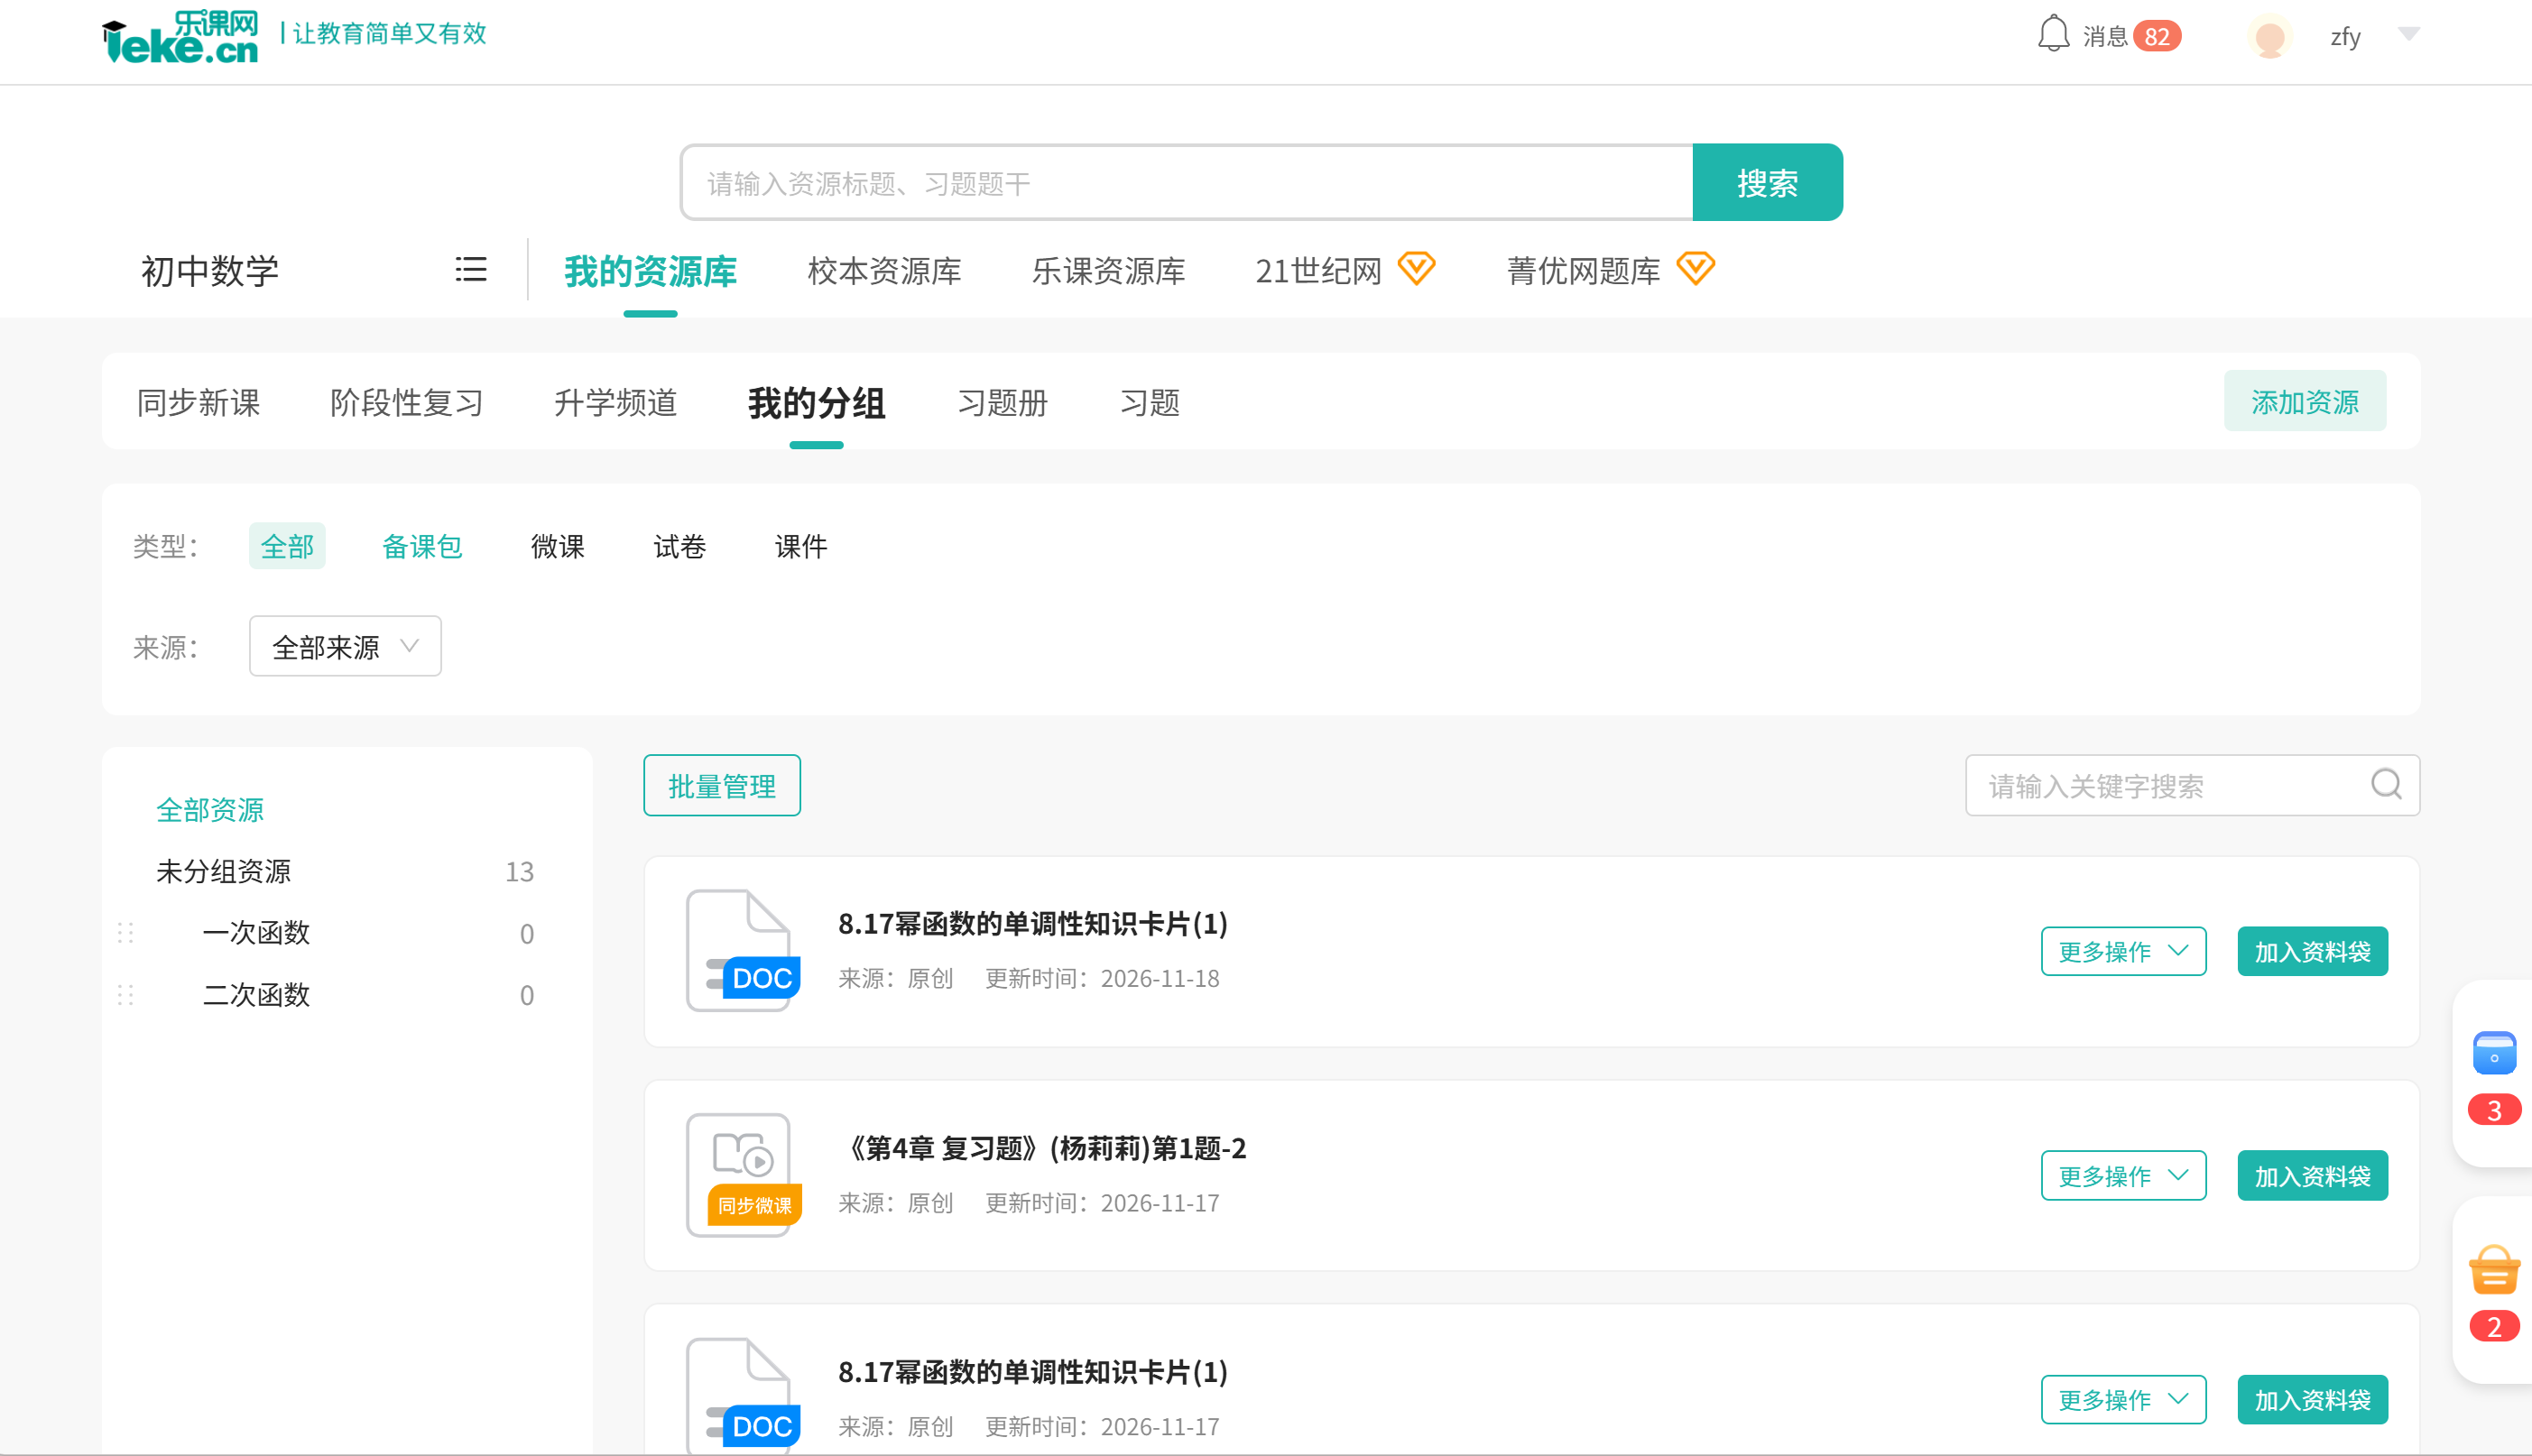 乐课网
leke.cn
让教育简单又有效
消息 82
zfy
请输入资源标题、习题题干
搜索
初中数学
我的资源库
校本资源库
乐课资源库
21世纪网
菁优网题库
同步新课
阶段性复习
升学频道
我的分组
习题册
习题
添加资源
类型：
全部
备课包
微课
试卷
课件
来源：
全部来源
全部资源
未分组资源 13
一次函数 0
二次函数 0
批量管理
请输入关键字搜索
DOC
8.17幂函数的单调性知识卡片(1)
来源：原创 更新时间：2026-11-18
更多操作
加入资料袋
同步微课
《第4章 复习题》(杨莉莉)第1题-2
来源：原创 更新时间：2026-11-17
更多操作
加入资料袋
DOC
8.17幂函数的单调性知识卡片(1)
来源：原创 更新时间：2026-11-17
更多操作
加入资料袋
3
2